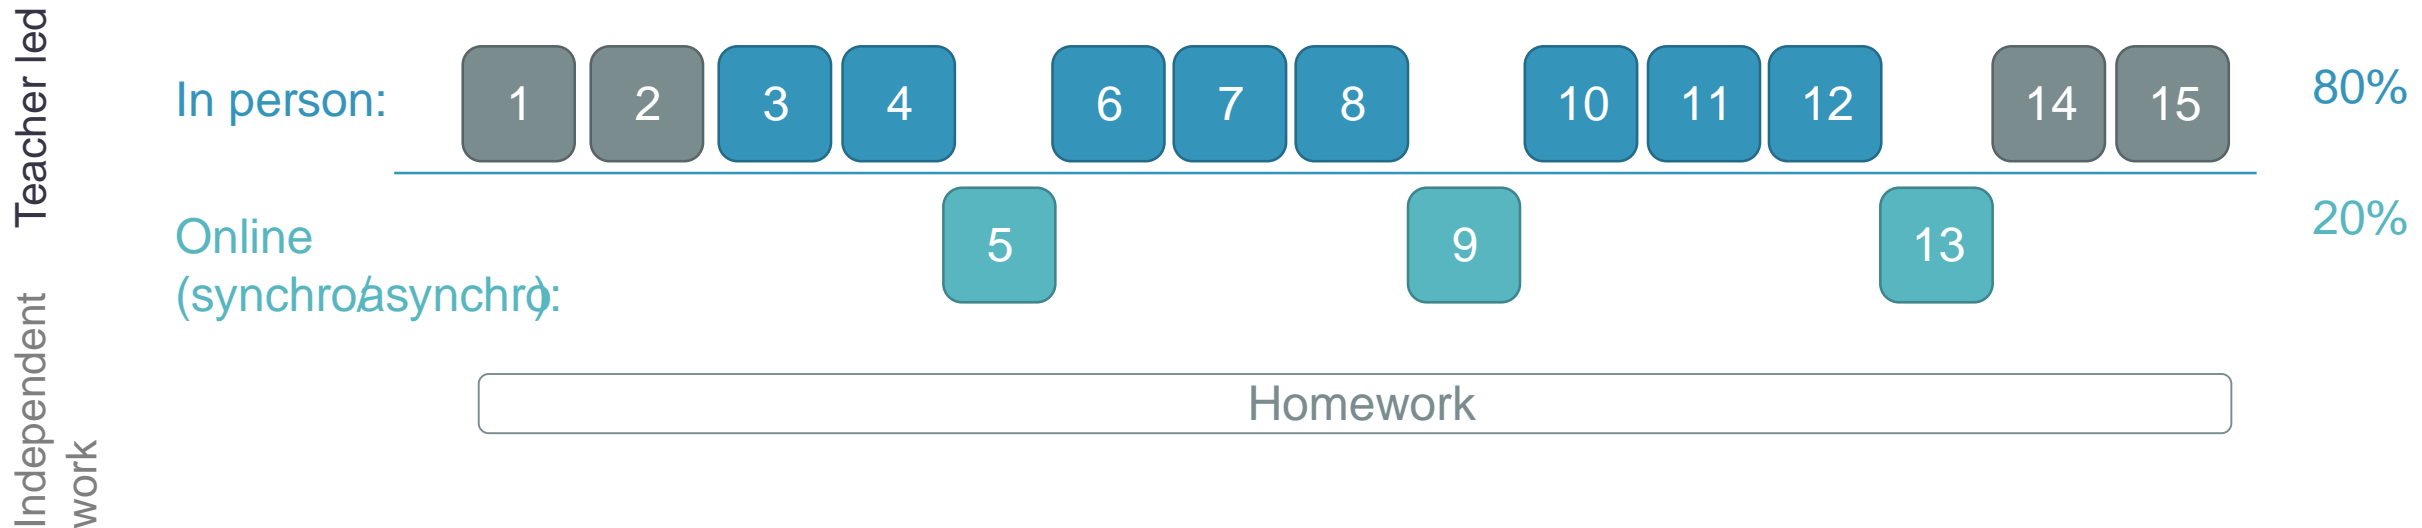 Teacher led
In person:
1 2 3 4 6 7 8 10 11 12 14 15
80%
Online
(synchro/asynchro):
5 9 13
20%
Independent
work
Homework